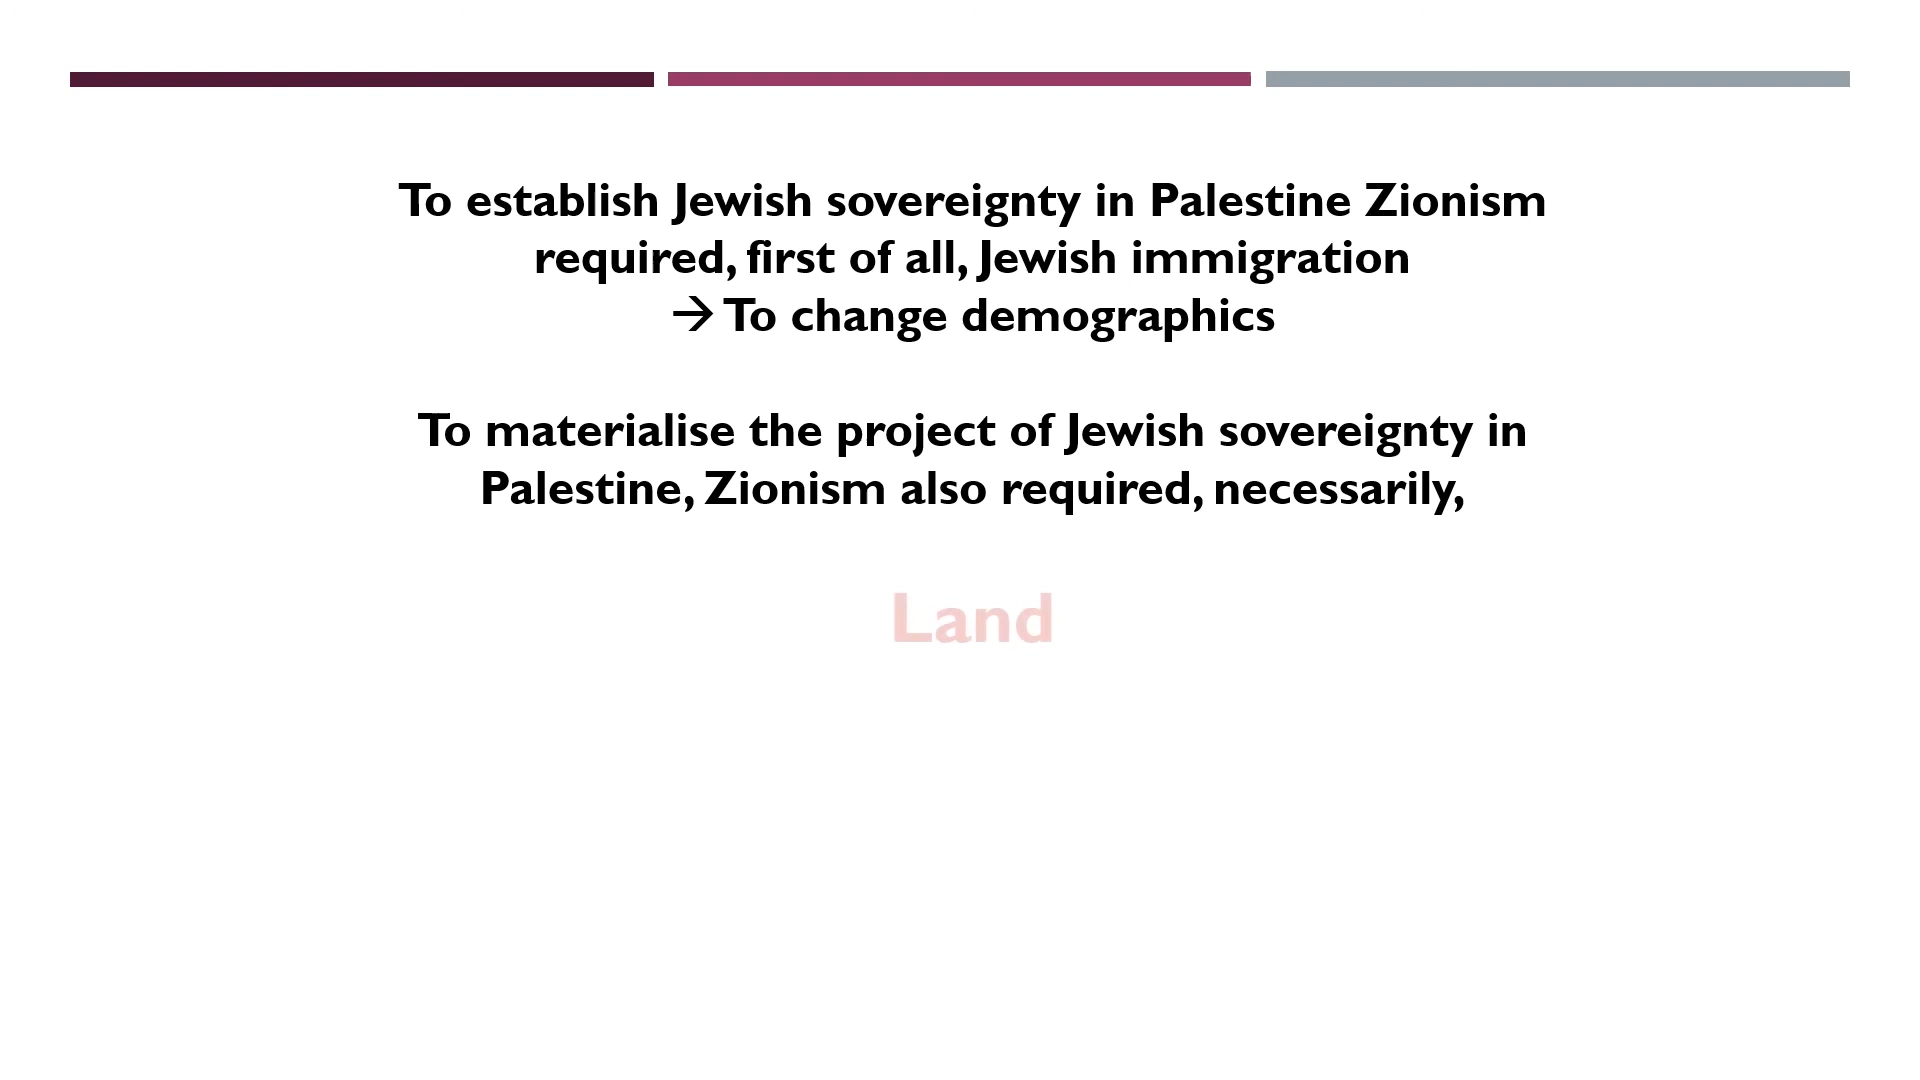 To establish Jewish sovereignty in Palestine Zionism
required, first of all, Jewish immigration
→ To change demographics
To materialise the project of Jewish sovereignty in
Palestine, Zionism also required, necessarily,
Land